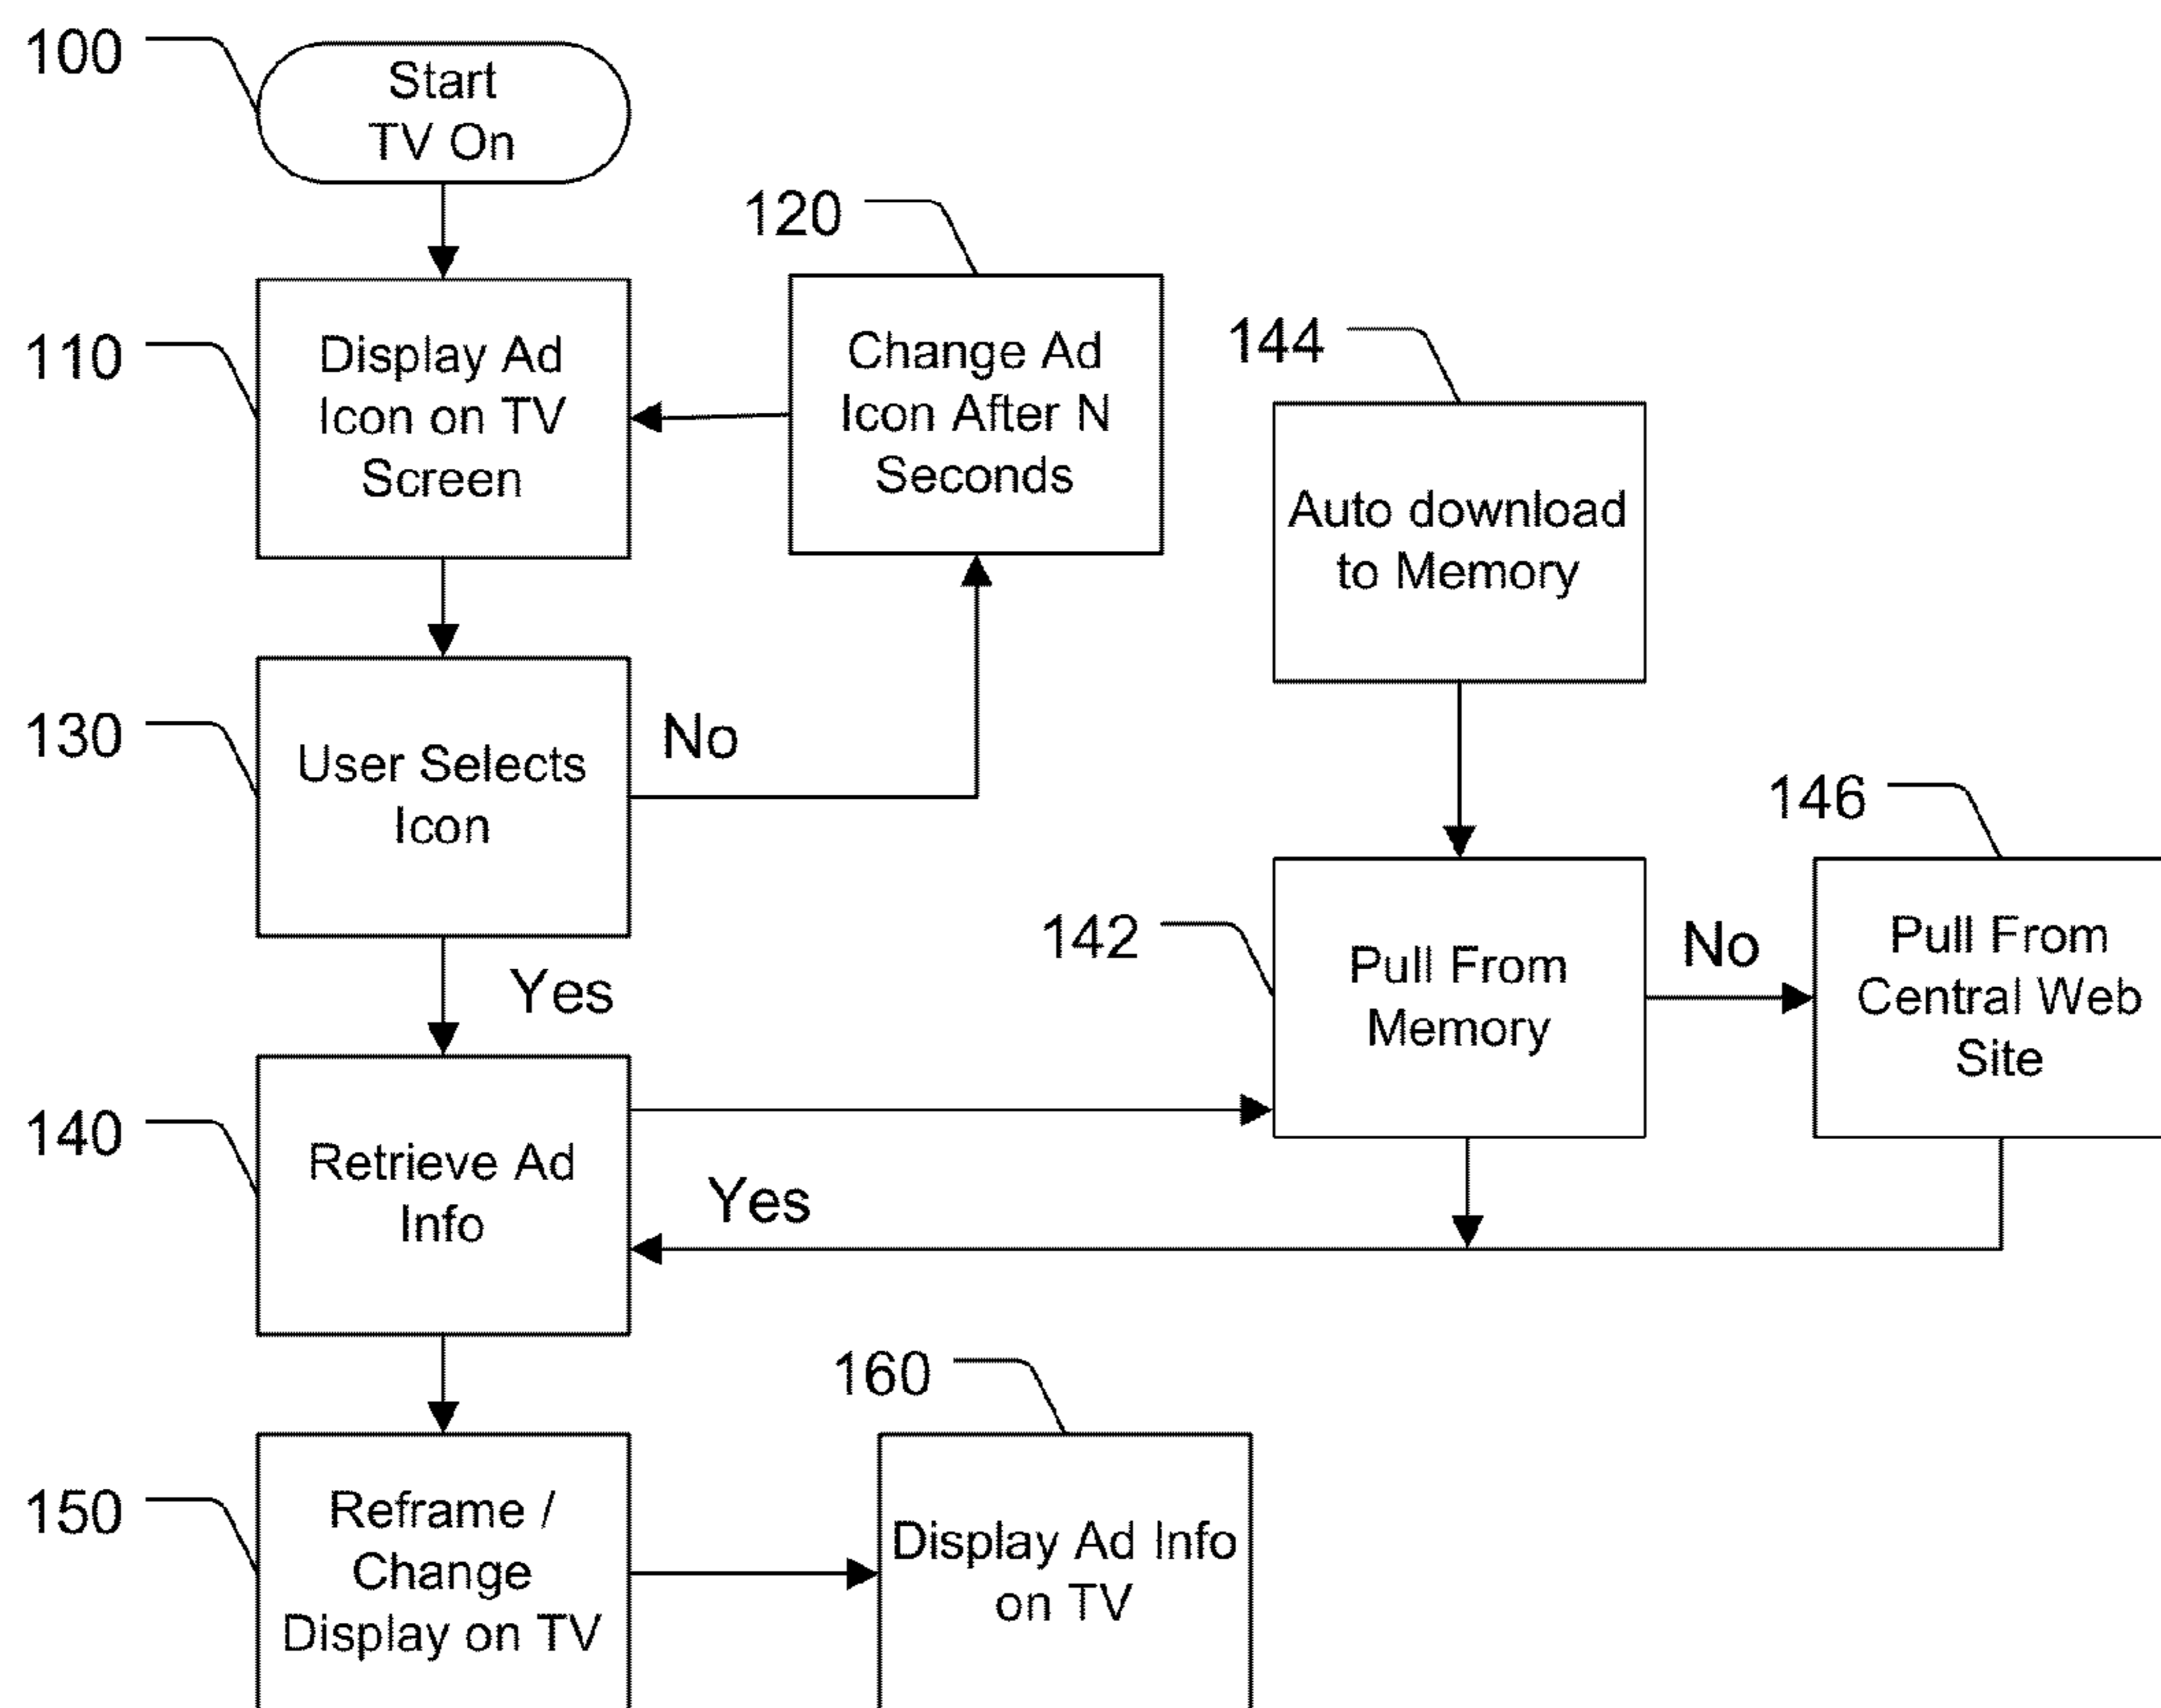 100
Start
TV On
120
110
Display Ad
Icon on TV
Screen
Change Ad
Icon After N
Seconds
144
Auto download
to Memory
130
User Selects
Icon
No
146
142
Pull From
Memory
No
Pull From
Central Web
Site
Yes
140
Retrieve Ad
Info
Yes
160
150
Reframe /
Change
Display on TV
Display Ad Info
on TV